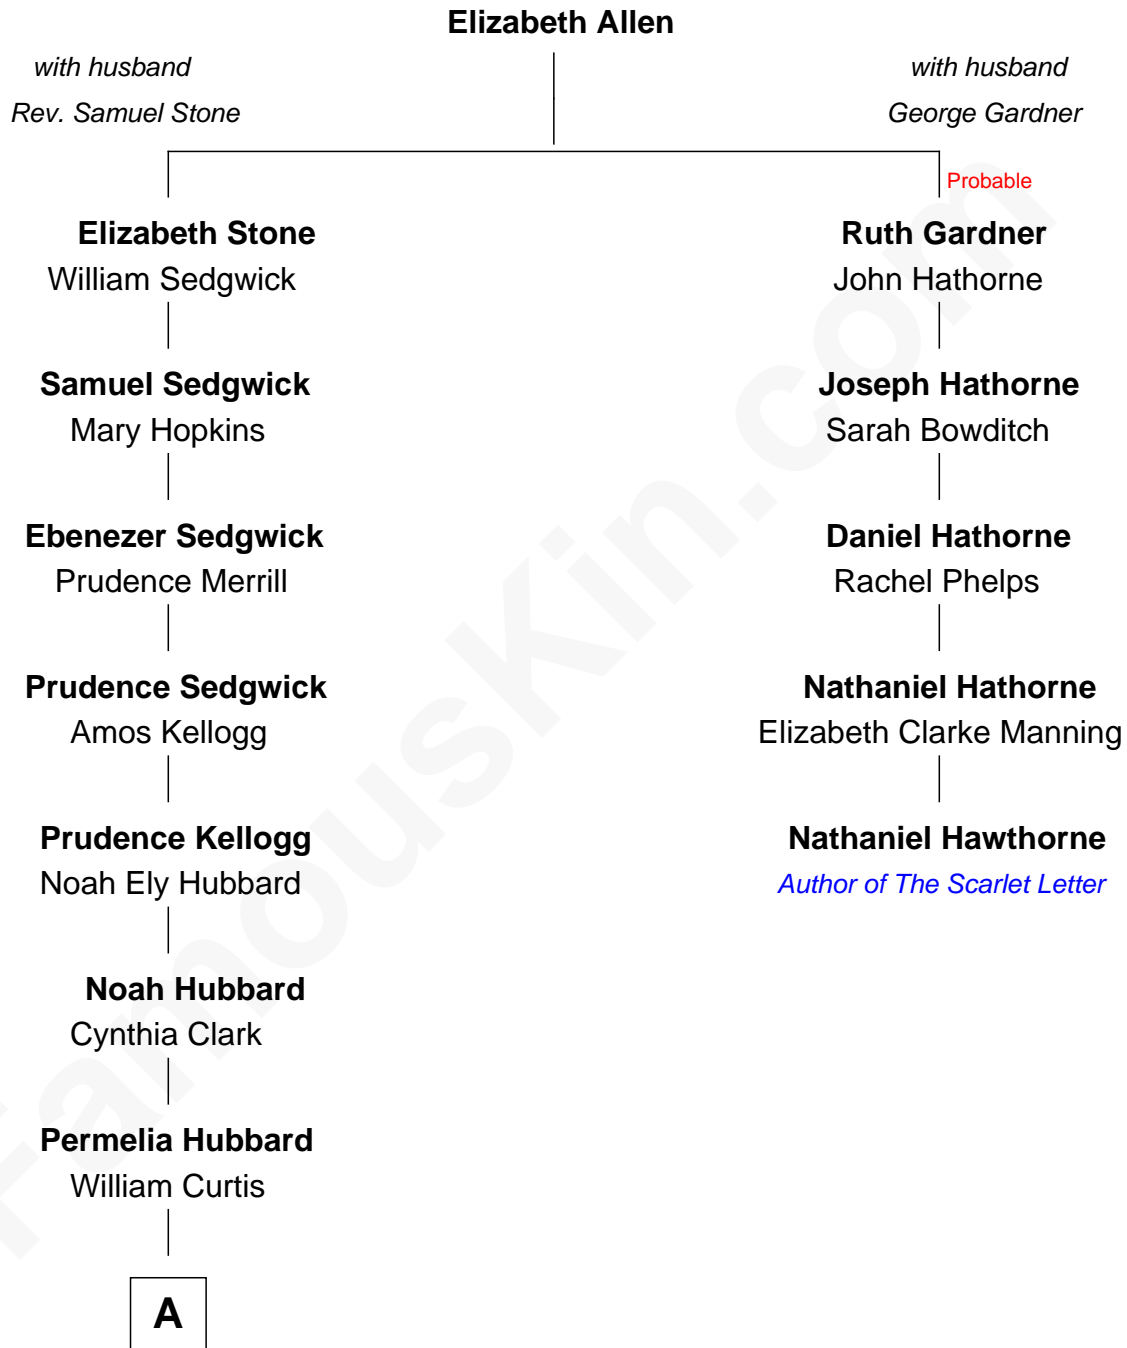 Elizabeth Allen
with husband
Rev. Samuel Stone
with husband
George Gardner
Probable
Elizabeth Stone
William Sedgwick
Ruth Gardner
John Hathorne
Samuel Sedgwick
Mary Hopkins
Joseph Hathorne
Sarah Bowditch
Ebenezer Sedgwick
Prudence Merrill
Daniel Hathorne
Rachel Phelps
Prudence Sedgwick
Amos Kellogg
Nathaniel Hathorne
Elizabeth Clarke Manning
Prudence Kellogg
Noah Ely Hubbard
Nathaniel Hawthorne
Author of The Scarlet Letter
Noah Hubbard
Cynthia Clark
Permelia Hubbard
William Curtis
A
FamousKin.com